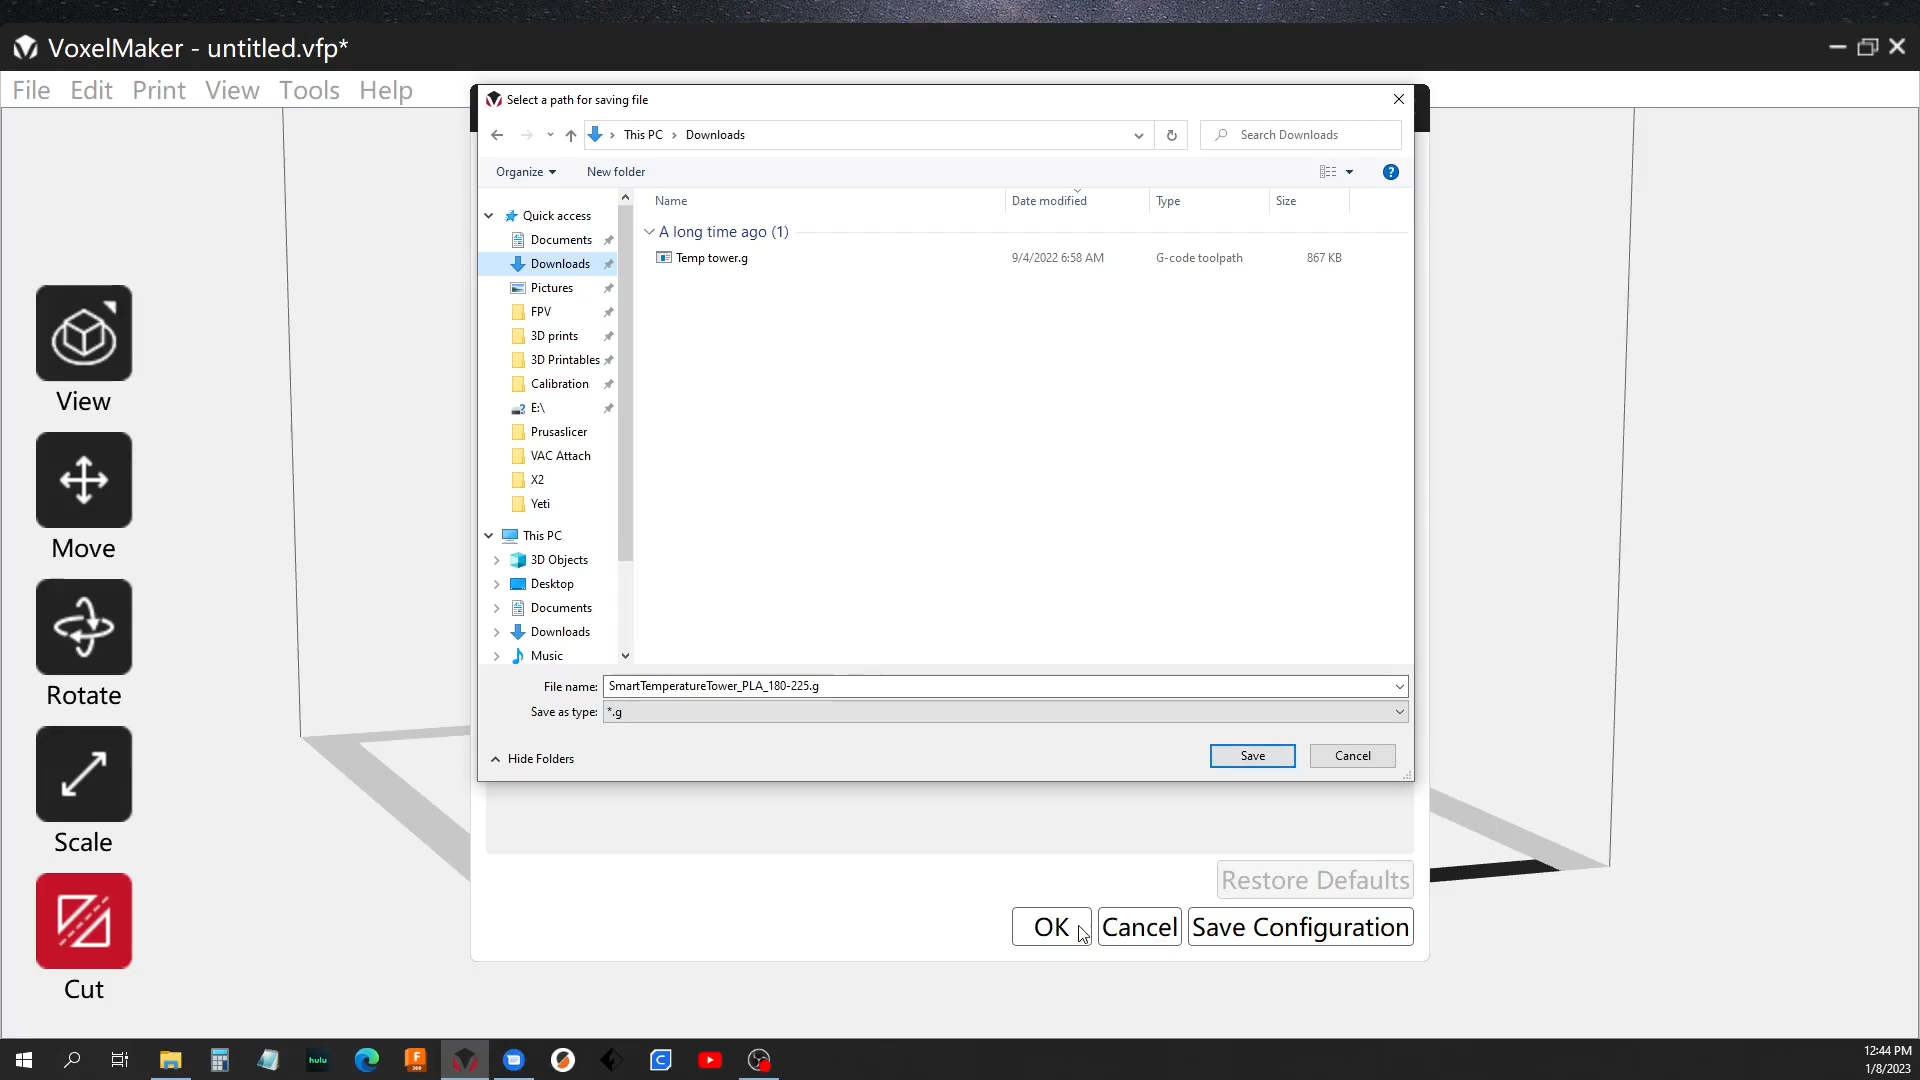 VoxelMaker - untitled.vfp*
File Edit Print View Tools Help
Select a path for saving file
This PC > Downloads
Search Downloads
Organize
New folder
Name Date modified Type Size
Quick access
Documents
Downloads
Pictures
FPV
3D prints
3D Printables
Calibration
E:\
Prusaslicer
VAC Attach
X2
Yeti
This PC
3D Objects
Desktop
Documents
Downloads
Music
A long time ago (1)
Temp tower.g 9/4/2022 6:58 AM G-code toolpath 867 KB
File name: SmartTemperatureTower_PLA_180-225.g
Save as type: *.g
Hide Folders
Save
Cancel
View
Move
Rotate
Scale
Cut
Restore Defaults
OK Cancel Save Configuration
hulu
F
360
C
12:44 PM
1/8/2023